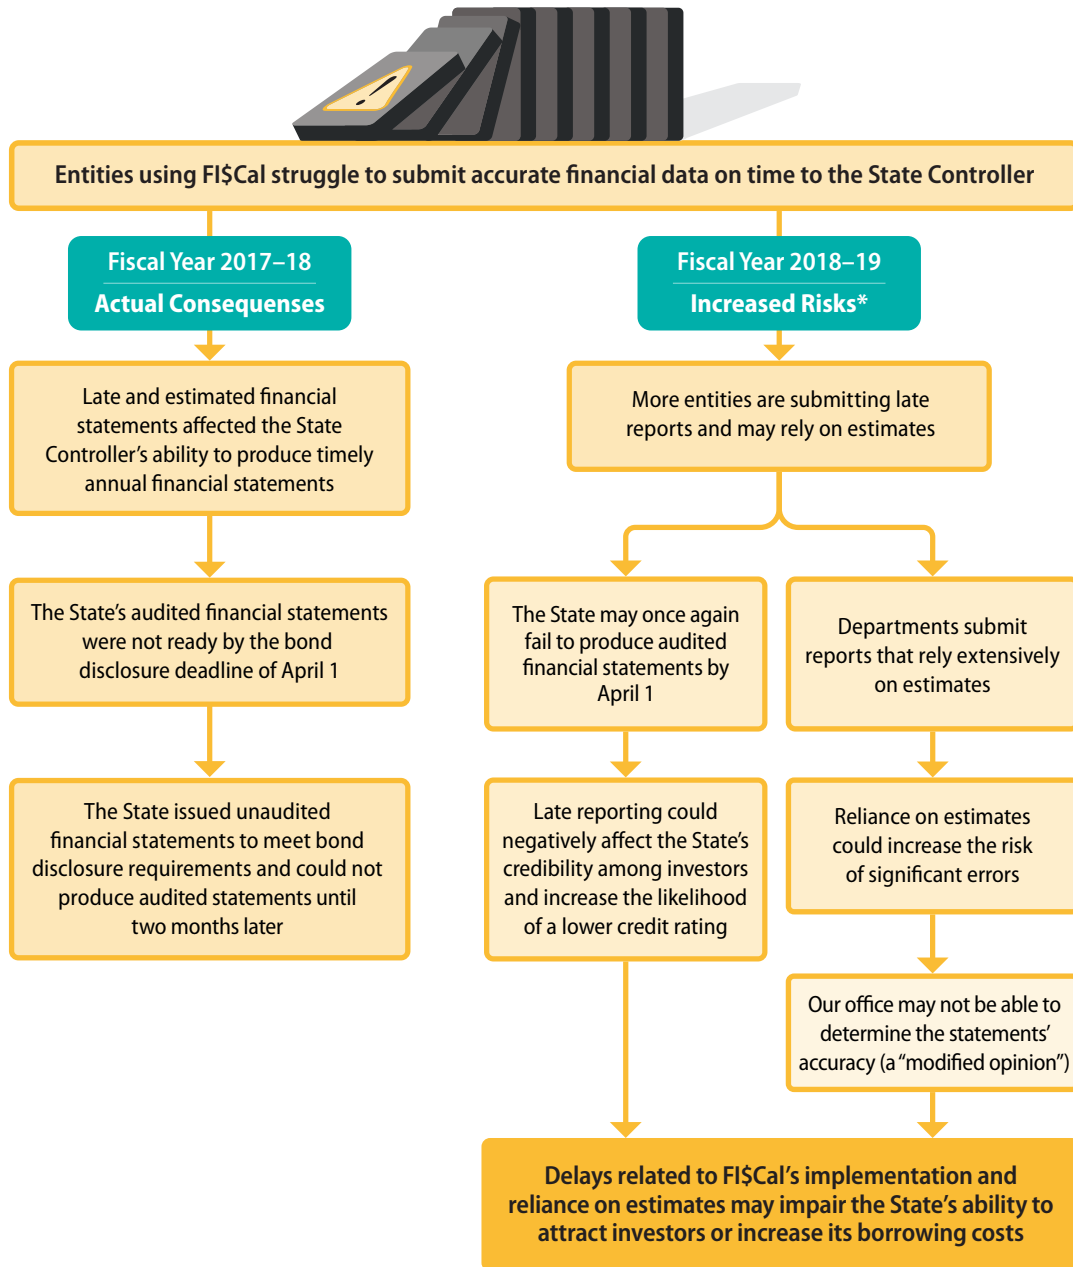 Entities using FI$Cal struggle to submit accurate financial data on time to the State Controller
Fiscal Year 2017–18
Actual Consequenses
Late and estimated financial
statements affected the State
Controller's ability to produce timely
annual financial statements
The State's audited financial statements
were not ready by the bond
disclosure deadline of April 1
The State issued unaudited
financial statements to meet bond
disclosure requirements and could not
produce audited statements until
two months later
Fiscal Year 2018–19
Increased Risks*
More entities are submitting late
reports and may rely on estimates
The State may once again
fail to produce audited
financial statements by
April 1
Late reporting could
negatively affect the State's
credibility among investors
and increase the likelihood
of a lower credit rating
Departments submit
reports that rely extensively
on estimates
Reliance on estimates
could increase the risk
of significant errors
Our office may not be able to
determine the statements'
accuracy (a “modified opinion”)
Delays related to FI$Cal's implementation and
reliance on estimates may impair the State's ability to
attract investors or increase its borrowing costs